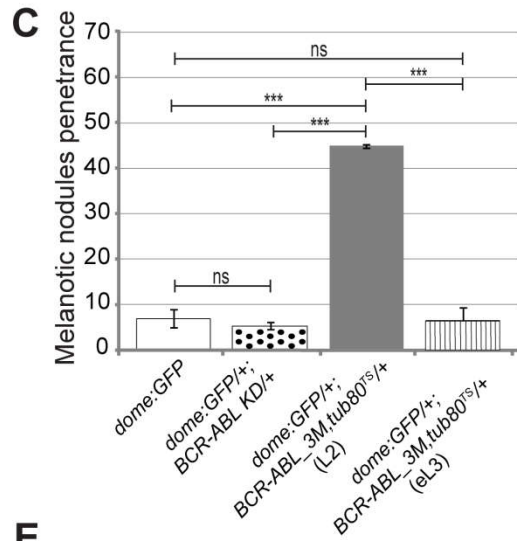 C
Melanotic nodules penetrance
70
60
50
40
30
20
10
0
ns
***
***
***
ns
dome:GFP
dome:GFP/+;
BCR-ABL KD/+
dome:GFP/+;
BCR-ABL_3M,tub80TS/+
(L2)
dome:GFP/+;
BCR-ABL_3M,tub80TS/+
(eL3)